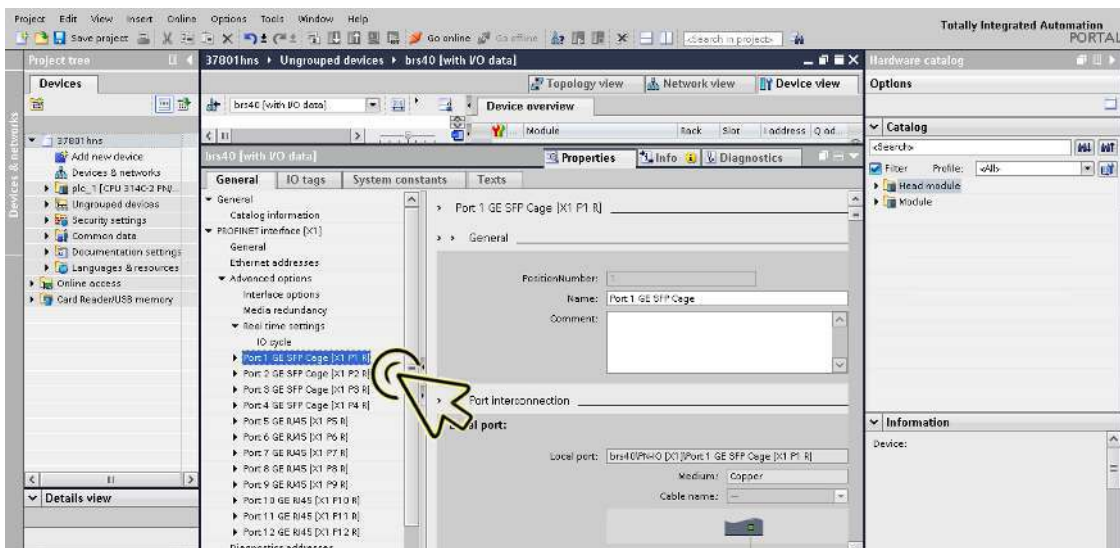 Project Edit View Insert Online Options Tools Window Help
Totally Integrated Automation
PORTAL
Save project Go online Go offline <Search in project>
Project tree
37801hns Ungrouped devices brs40 [with I/O data]
Hardware catalog
Devices
Topology view Network view Device view
Options
brs40 [with I/O data]
Device overview
Module Rack Slot I address Q ad...
Catalog
<Search>
Filter Profile: <All>
Head module
Module
Devices & networks
37801hns
Add new device
Devices & networks
plc_1 [CPU 314C-2 PN/...
Ungrouped devices
Security settings
Common data
Documentation settings
Languages & resources
Online access
Card Reader/USB memory
Details view
brs40 [with I/O data]
Properties Info Diagnostics
General IO tags System constants Texts
General
Catalog information
PROFINET interface [X1]
General
Ethernet addresses
Advanced options
Interface options
Media redundancy
Real time settings
IO cycle
Port 1 GE SFP Cage [X1 P1 R]
Port 2 GE SFP Cage [X1 P2 R]
Port 3 GE SFP Cage [X1 P3 R]
Port 4 GE SFP Cage [X1 P4 R]
Port 5 GE RJ45 [X1 P5 R]
Port 6 GE RJ45 [X1 P6 R]
Port 7 GE RJ45 [X1 P7 R]
Port 8 GE RJ45 [X1 P8 R]
Port 9 GE RJ45 [X1 P9 R]
Port 10 GE RJ45 [X1 P10 R]
Port 11 GE RJ45 [X1 P11 R]
Port 12 GE RJ45 [X1 P12 R]
Diagnostics addresses
Port 1 GE SFP Cage [X1 P1 R]
General
PositionNumber: 1
Name: Port 1 GE SFP Cage
Comment:
Port interconnection
al port:
Local port: brs40\PN-IO [X1]\Port 1 GE SFP Cage [X1 P1 R]
Medium: Copper
Cable name: ---
Information
Device: